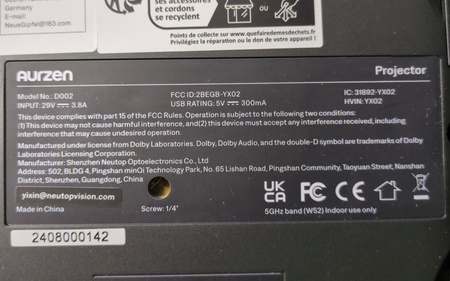 Germany
E-mail:
NeueGipfel@hotmail.com
ses accessoires
et cordons
se recyclent
ou
Points de collecte sur www.quefairedemesdechets.fr
Privilégiez la réparation ou le don de votre appareil !
AURZEN
Projector
Model No.: D002
FCC ID: 2BEGB-YX02
IC: 31892-YX02
INPUT: 29V 3.8A
USB RATING: 5V 300mA
HVIN: YX02
This device complies with part 15 of the FCC Rules. Operation is subject to the following two conditions:
(1) This device may not cause harmful interference, and(2) this device must accept any interference received, including
interference that may cause undesired operation.
Manufactured under license from Dolby Laboratories. Dolby, Dolby Audio, and the double-D symbol are trademarks of Dolby
Laboratories Licensing Corporation.
Manufacturer: Shenzhen Neutop Optoelectronics Co., Ltd
Address: 502, BLDG 4, Pingshan minQi Technology Park, No. 65 Lishan Road, Pingshan Community, Taoyuan Street, Nanshan
District, Shenzhen, Guangdong, China
yixin@neutopvision.com
UK
CA
FC CE
Made in China
Screw: 1/4"
5GHz band (W52) Indoor use only
2408000142